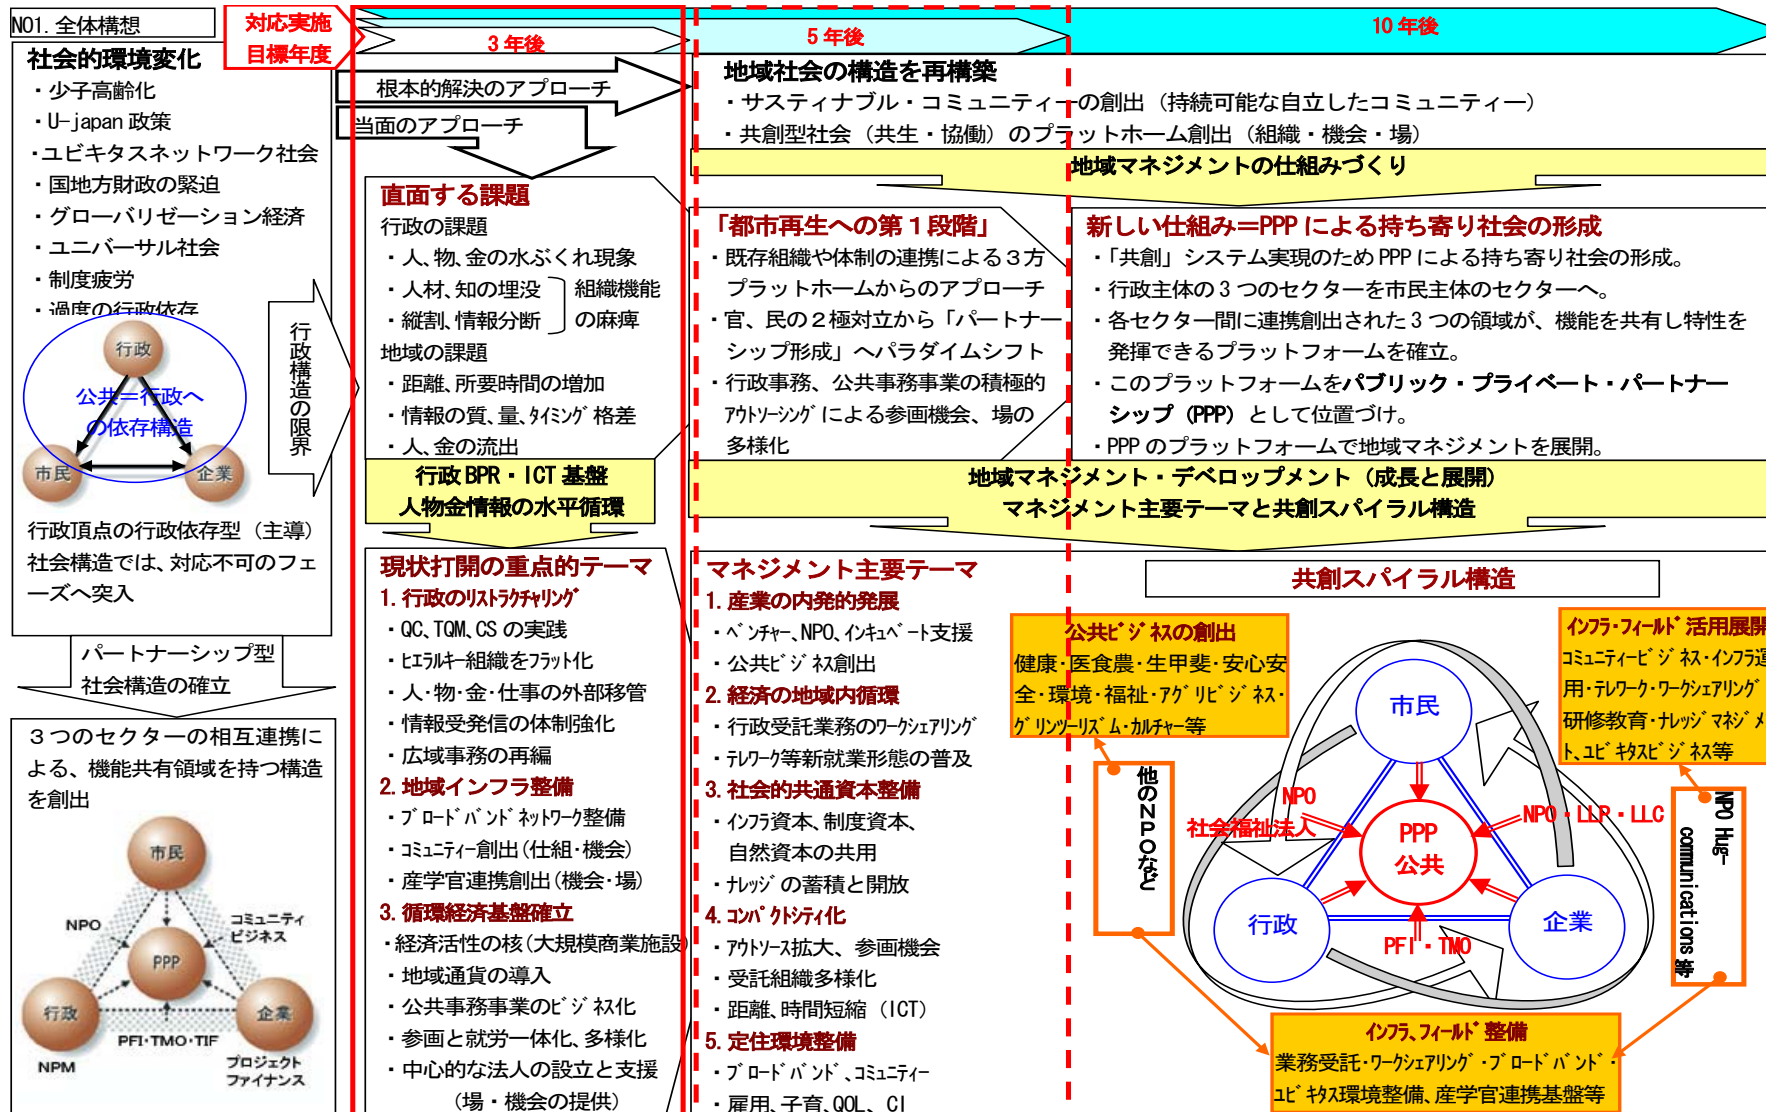 NO1. 全体構想
対応実施
目標年度
3 年後
5 年後
10 年後
社会的環境変化
・少子高齢化
・U-japan 政策
・ユビキタスネットワーク社会
・国地方財政の緊迫
・グローバリゼーション経済
・ユニバーサル社会
・制度疲労
・過度の行政依存
行政
公共＝行政へ
の依存構造
市民
企業
行政頂点の行政依存型（主導）
社会構造では、対応不可のフェ
ーズへ突入
行政構造の限界
パートナーシップ型
社会構造の確立
３つのセクターの相互連携に
よる、機能共有領域を持つ構造
を創出
市民
NPO
コミュニティ
ビジネス
PPP
行政
企業
PFI・TMO・TIF
NPM
プロジェクト
ファイナンス
根本的解決のアプローチ
当面のアプローチ
直面する課題
行政の課題
・人、物、金の水ぶくれ現象
・人材、知の埋没
・縦割、情報分断
組織機能
の麻痺
地域の課題
・距離、所要時間の増加
・情報の質、量、ﾀｲﾐﾝｸﾞ格差
・人、金の流出
行政 BPR・ICT 基盤
人物金情報の水平循環
現状打開の重点的テーマ
1. 行政のﾘｽﾄﾗｸﾁｬﾘﾝｸﾞ
・QC、TQM、CS の実践
・ﾋｴﾗﾙｷｰ組織をフラット化
・人・物・金・仕事の外部移管
・情報受発信の体制強化
・広域事務の再編
2. 地域インフラ整備
・ﾌﾞﾛｰﾄﾞﾊﾞﾝﾄﾞﾈｯﾄﾜｰｸ整備
・ｺﾐｭﾆﾃｨｰ創出(仕組・機会)
・産学官連携創出(機会・場)
3. 循環経済基盤確立
・経済活性の核(大規模商業施設)
・地域通貨の導入
・公共事務事業のﾋﾞｼﾞﾈｽ化
・参画と就労一体化、多様化
・中心的な法人の設立と支援
（場・機会の提供）
地域社会の構造を再構築
・サスティナブル・コミュニティーの創出（持続可能な自立したコミュニティー）
・共創型社会（共生・協働）のプラットホーム創出（組織・機会・場）
地域マネジメントの仕組みづくり
「都市再生への第１段階」
・既存組織や体制の連携による３方
プラットホームからのアプローチ
・官、民の２極対立から「パートナー
シップ形成」へパラダイムシフト
・行政事務、公共事務事業の積極的
ｱｳﾄｿｰｼﾝｸﾞによる参画機会、場の
多様化
新しい仕組み＝PPP による持ち寄り社会の形成
・「共創」システム実現のため PPP による持ち寄り社会の形成。
・行政主体の 3 つのセクターを市民主体のセクターへ。
・各セクター間に連携創出された 3 つの領域が、機能を共有し特性を
発揮できるプラットフォームを確立。
・このプラットフォームをパブリック・プライベート・パートナー
シップ（PPP）として位置づけ。
・PPP のプラットフォームで地域マネジメントを展開。
地域マネジメント・デベロップメント（成長と展開）
マネジメント主要テーマと共創スパイラル構造
マネジメント主要テーマ
1. 産業の内発的発展
・ﾍﾞﾝﾁｬｰ、NPO、ｲﾝｷｭﾍﾞｰﾄ支援
・公共ﾋﾞｼﾞﾈｽ創出
2. 経済の地域内循環
・行政受託業務のﾜｰｸｼｪｱﾘﾝｸﾞ
・ﾃﾚﾜｰｸ等新就業形態の普及
3. 社会的共通資本整備
・ｲﾝﾌﾗ資本、制度資本、
自然資本の共用
・ﾅﾚｯｼﾞの蓄積と開放
4. ｺﾝﾊﾟｸﾄｼﾃｨ化
・ｱｳﾄｿｰｽ拡大、参画機会
・受託組織多様化
・距離、時間短縮（ICT）
5. 定住環境整備
・ﾌﾞﾛｰﾄﾞﾊﾞﾝﾄﾞ、ｺﾐｭﾆﾃｨｰ
・雇用、子育、QOL、CI
共創スパイラル構造
公共ﾋﾞｼﾞﾈｽの創出
健康・医食農・生甲斐・安心安
全・環境・福祉・ｱｸﾞﾘﾋﾞｼﾞﾈｽ・
ｸﾞﾘﾝﾂｰﾘｽﾞﾑ・ｶﾙﾁｬｰ等
ｲﾝﾌﾗ・ﾌｨｰﾙﾄﾞ活用展開
ｺﾐｭﾆﾃｨｰﾋﾞｼﾞﾈｽ・ｲﾝﾌﾗ運
用・ﾃﾚﾜｰｸ・ﾜｰｸｼｪｱﾘﾝｸﾞ
研修教育・ﾅﾚｯｼﾞﾏﾈｼﾞﾒ
ﾄ、ﾕﾋﾞｷﾀｽﾋﾞｼﾞﾈｽ等
他のNPOなど
NPO Hug-
communications 等
市民
NPO
社会福祉法人
NPO・LLP・LLC
PPP
公共
行政
企業
PFI・TMO
ｲﾝﾌﾗ、ﾌｨｰﾙﾄﾞ整備
業務受託・ﾜｰｸｼｪｱﾘﾝｸﾞ・ﾌﾞﾛｰﾄﾞﾊﾞﾝﾄﾞ・
ﾕﾋﾞｷﾀｽ環境整備、産学官連携基盤等